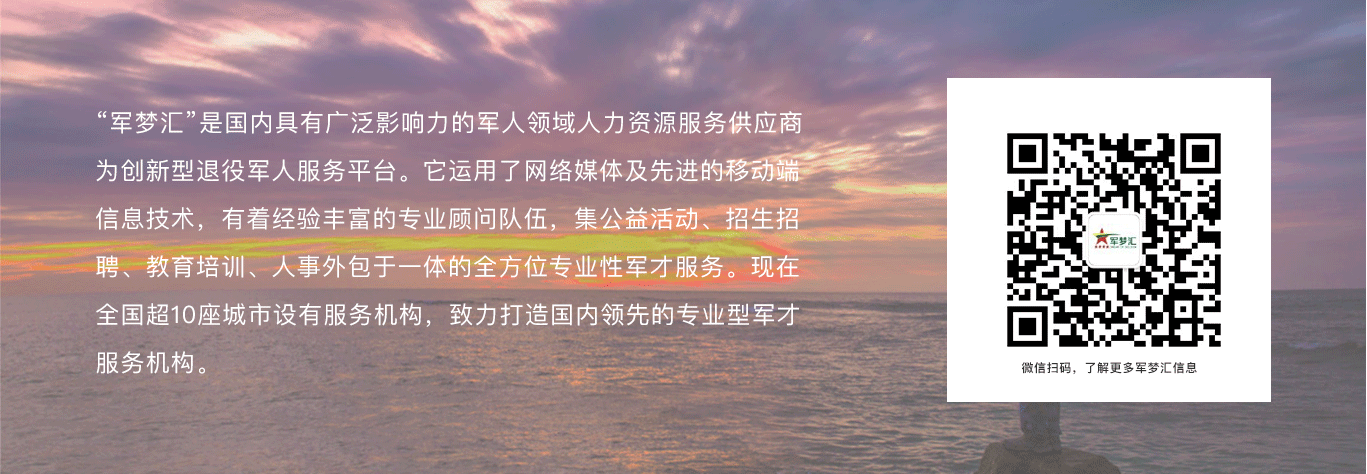 “军梦汇”是国内具有广泛影响力的军人领域人力资源服务供应商
为创新型退役军人服务平台。它运用了网络媒体及先进的移动端
信息技术，有着经验丰富的专业顾问队伍，集公益活动、招生招
聘、教育培训、人事外包于一体的全方位专业性军才服务。现在
全国超10座城市设有服务机构，致力打造国内领先的专业型军才
服务机构。
军梦汇
微信扫码，了解更多军梦汇信息